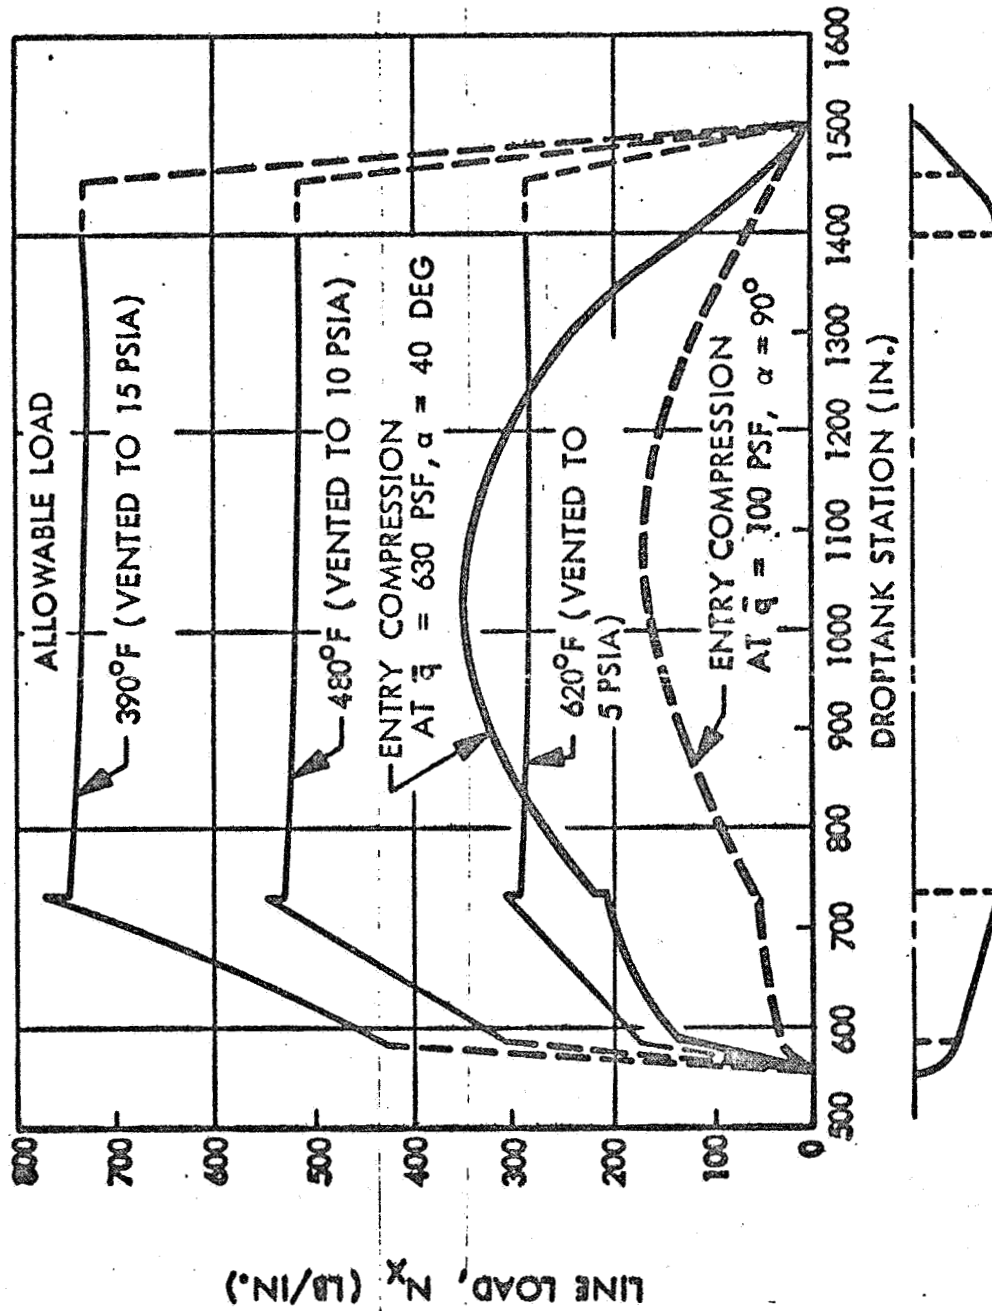 800
700
600
500
400
300
200
100
0
LINE LOAD, N_X (LB/IN.)
ALLOWABLE LOAD
390°F (VENTED TO 15 PSIA)
480°F (VENTED TO 10 PSIA)
ENTRY COMPRESSION
AT q̄ = 630 PSF, α = 40 DEG
620°F (VENTED TO
5 PSIA)
ENTRY COMPRESSION
AT q̄ = 100 PSF, α = 90°
500 600 700 800 900 1000 1100 1200 1300 1400 1500 1600
DROPTANK STATION (IN.)